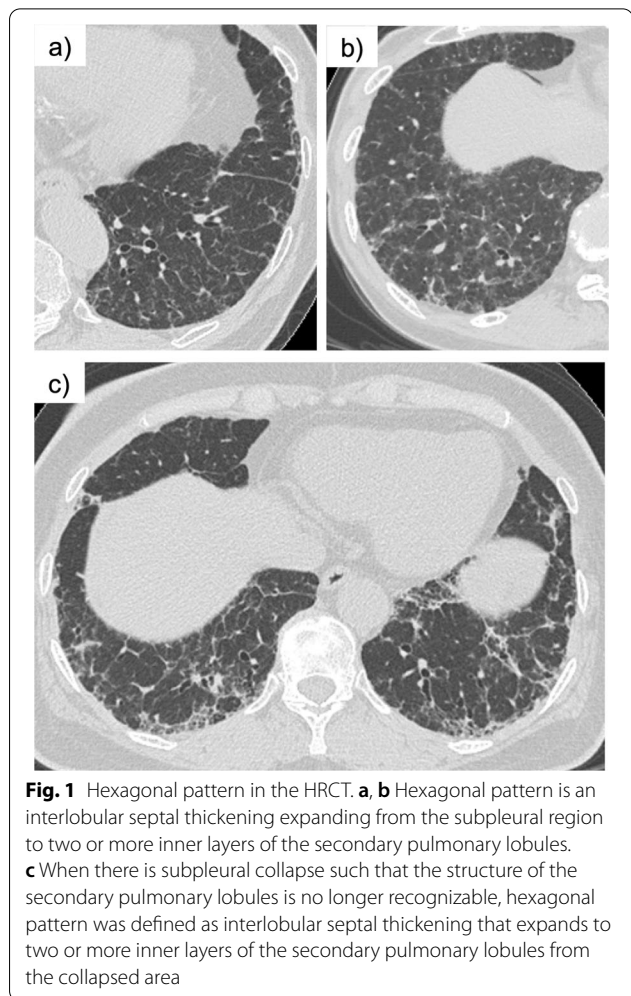 a)
b)
c)
Fig. 1 Hexagonal pattern in the HRCT. a, b Hexagonal pattern is an
interlobular septal thickening expanding from the subpleural region
to two or more inner layers of the secondary pulmonary lobules.
c When there is subpleural collapse such that the structure of the
secondary pulmonary lobules is no longer recognizable, hexagonal
pattern was defined as interlobular septal thickening that expands to
two or more inner layers of the secondary pulmonary lobules from
the collapsed area